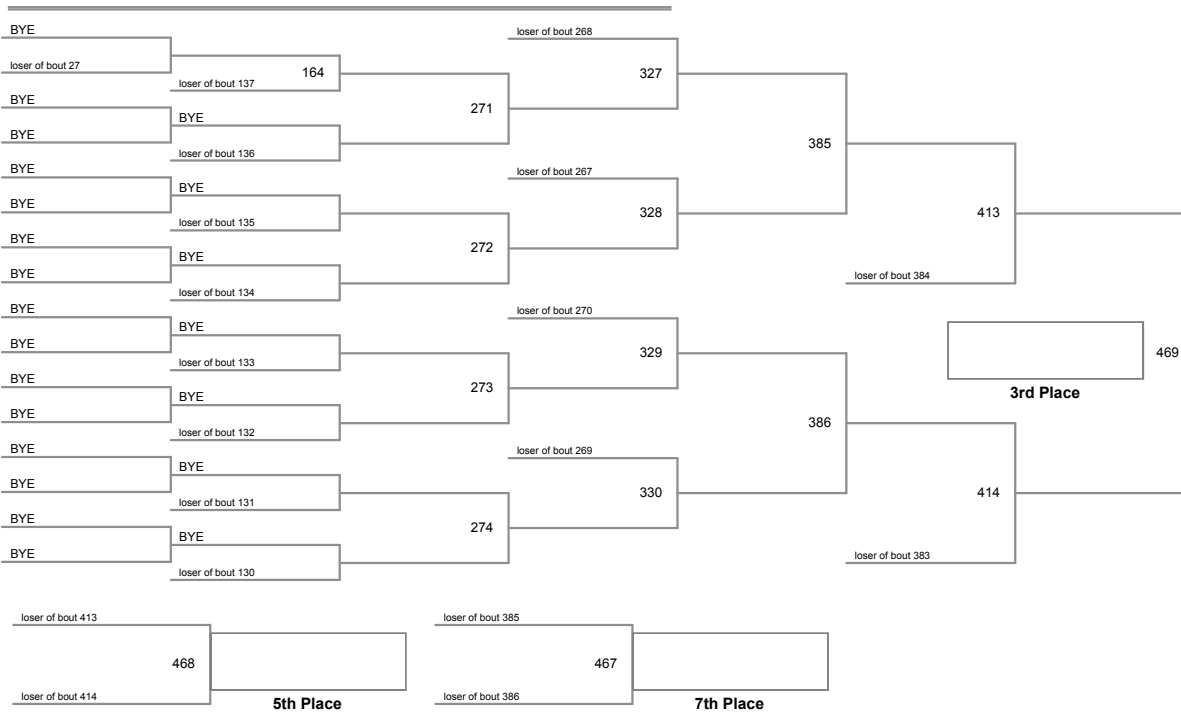 BYE
loser of bout 268
loser of bout 27
164
327
loser of bout 137
BYE
271
BYE
BYE
loser of bout 136
385
BYE
loser of bout 267
BYE
BYE
328
413
loser of bout 135
BYE
272
BYE
BYE
loser of bout 384
loser of bout 134
BYE
loser of bout 270
BYE
BYE
329
469
loser of bout 133
BYE
273
3rd Place
BYE
BYE
386
loser of bout 132
BYE
loser of bout 269
BYE
BYE
330
414
loser of bout 131
BYE
274
BYE
BYE
loser of bout 383
loser of bout 130
loser of bout 413
loser of bout 385
468
467
loser of bout 414
5th Place
loser of bout 386
7th Place